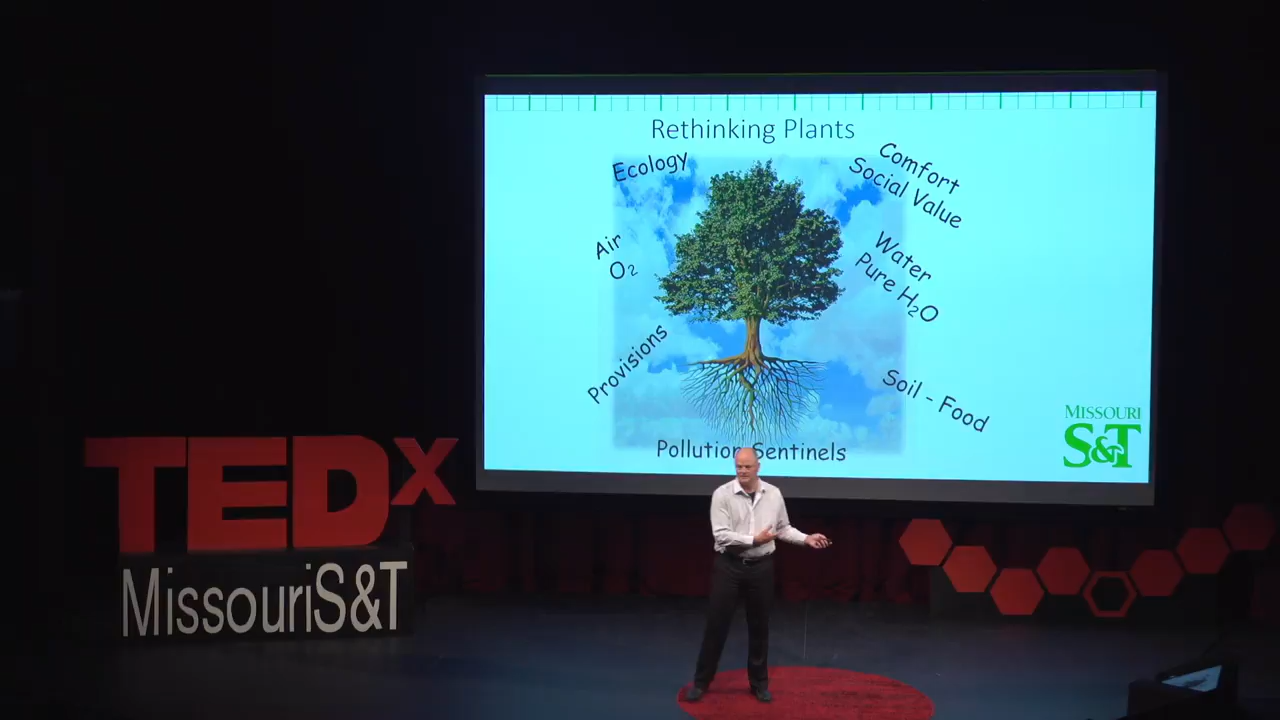 Rethinking Plants
Ecology
Comfort
Social Value
Air
O₂
Water
Pure H₂O
Provisions
Soil - Food
Pollution Sentinels
MISSOURI
S&T
TEDx
MissouriS&T